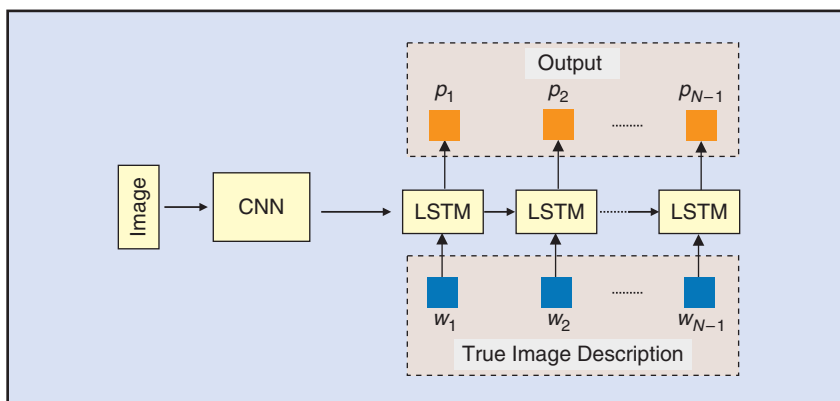 Output
p1 p2 pN−1
.........
Image
CNN
LSTM LSTM ...... LSTM
.........
w1 w2 wN−1
True Image Description